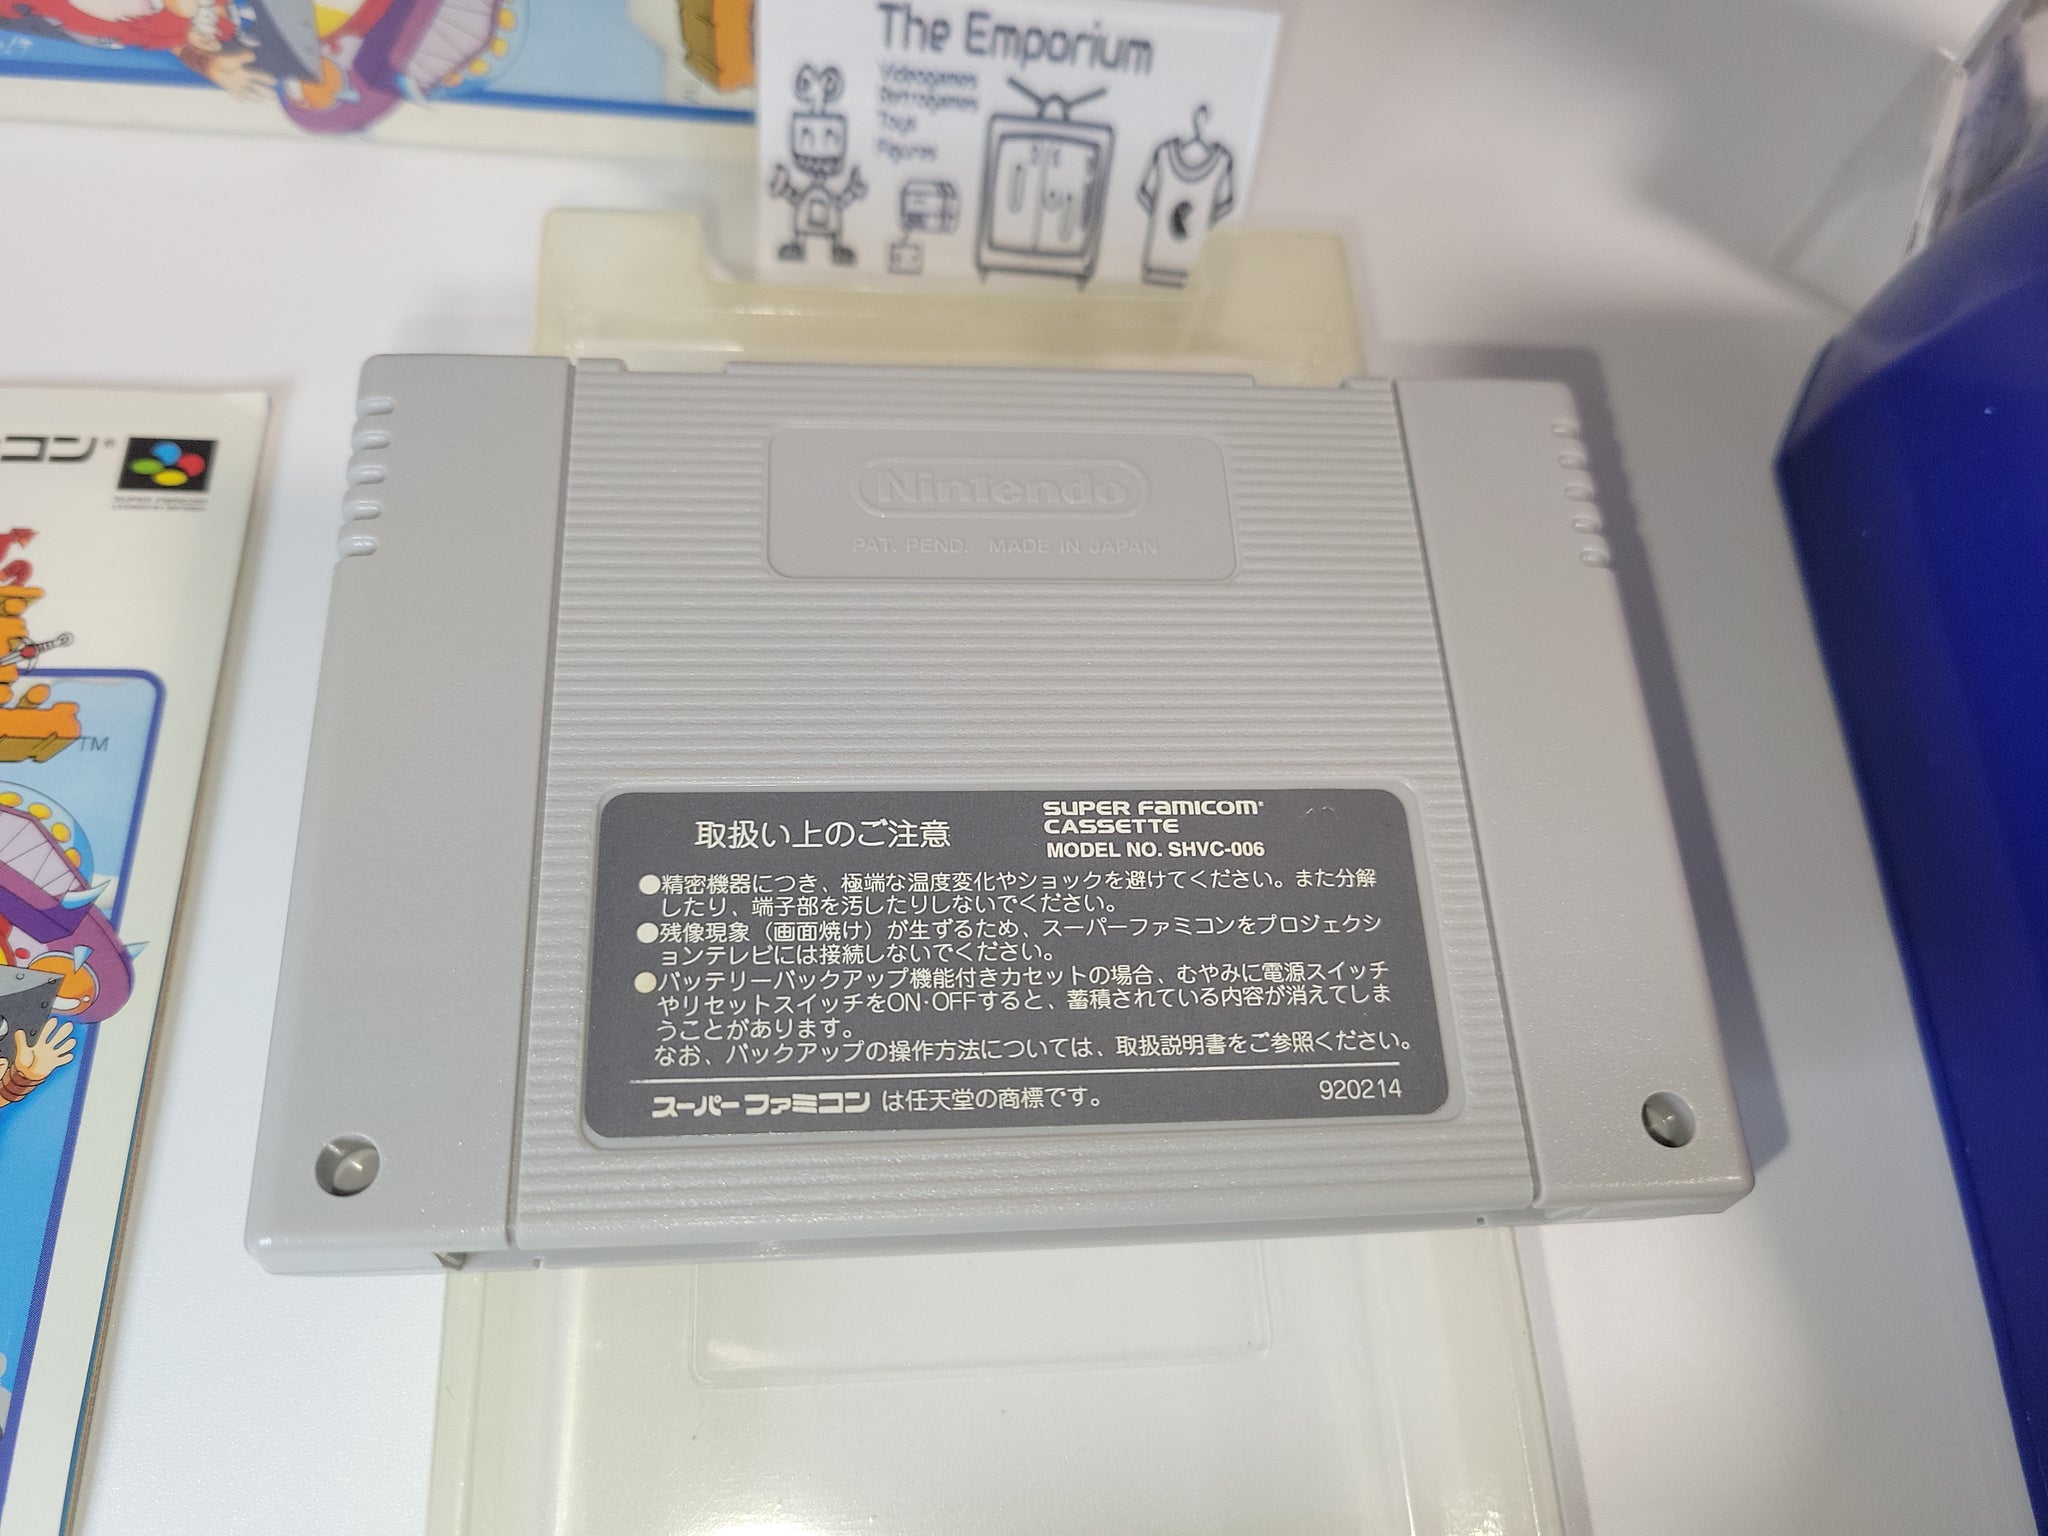 The Emporium
Videogames
Retrogames
Toys
Figures
コン
TM
Nintendo
PAT. PEND. MADE IN JAPAN
取扱い上のご注意
SUPER FAMICOM
CASSETTE
MODEL NO. SHVC-006
●精密機器につき、極端な温度変化やショックを避けてください。また分解
したり、端子部を汚したりしないでください。
●残像現象（画面焼け）が生ずるため、スーパーファミコンをプロジェクシ
ョンテレビには接続しないでください。
●バッテリーバックアップ機能付きカセットの場合、むやみに電源スイッチ
やリセットスイッチをON·OFFすると、蓄積されている内容が消えてしま
うことがあります。
なお、バックアップの操作方法については、取扱説明書をご参照ください。
スーパーファミコン は任天堂の商標です。
920214